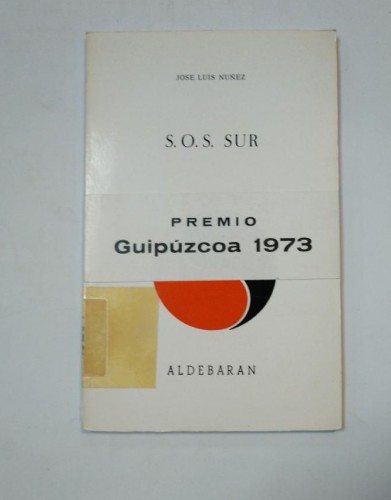 JOSE LUIS NUÑEZ
S. O. S. SUR
PREMIO
Guipúzcoa 1973
ALDEBARAN